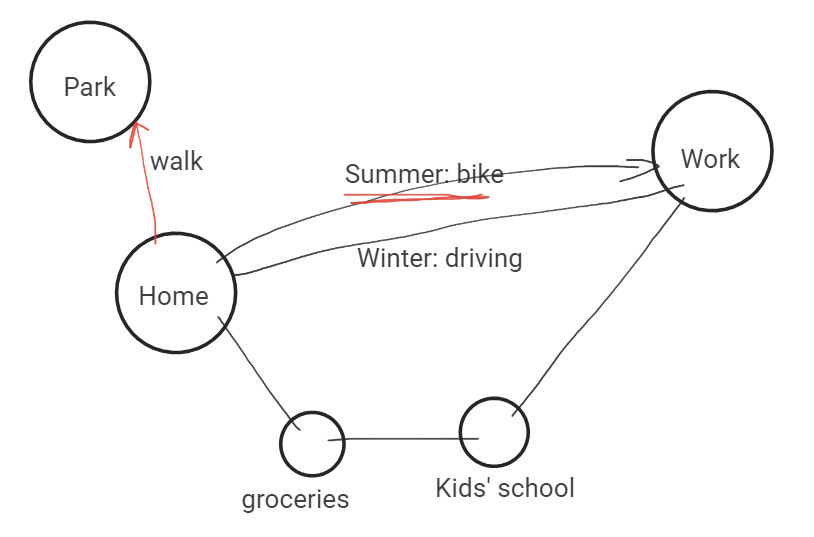 Park
walk
Summer: bike
Work
Winter: driving
Home
groceries
Kids' school